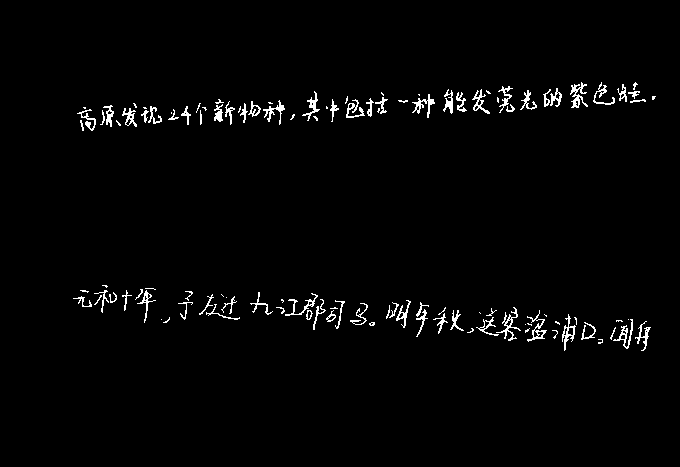 高原发现24个新物种,其中包括一种能发荧光的紫色蛙.
元和十年,予左迁九江郡司马。明年秋,送客湓浦口。闻舟